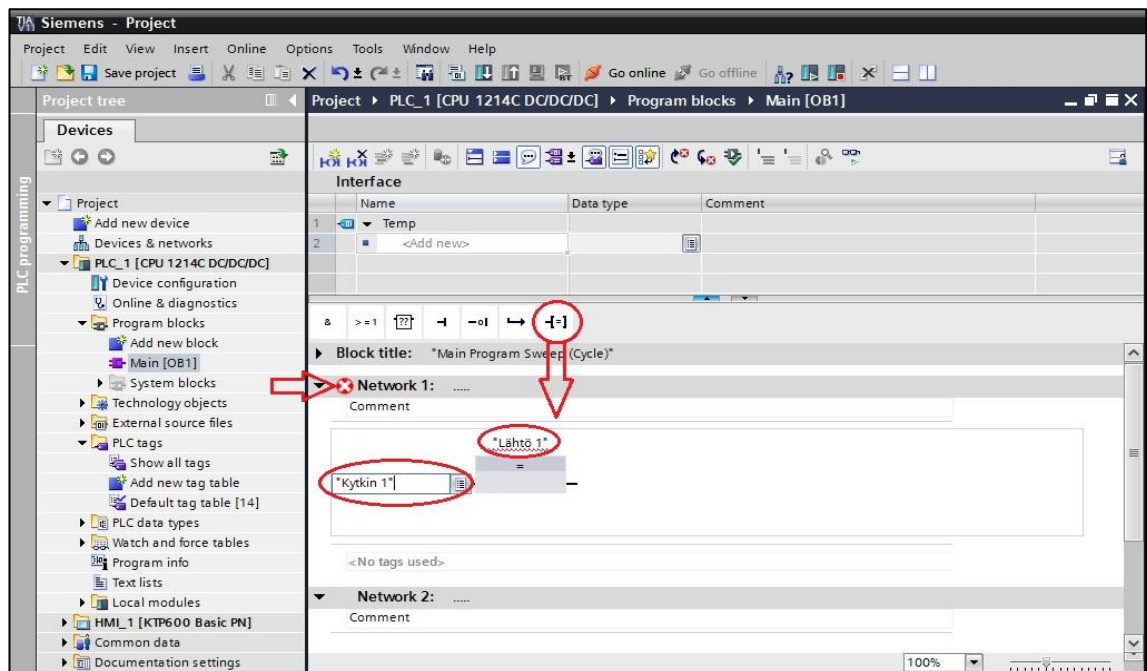 TIA V11 Siemens - Project
Project Edit View Insert Online Options Tools Window Help
Save project Go online Go offline
Project tree
Project ▸ PLC_1 [CPU 1214C DC/DC/DC] ▸ Program blocks ▸ Main [OB1]
Devices
PLC programming
Interface
Name Data type Comment
1 Temp
2 <Add new>
Project
Add new device
Devices & networks
PLC_1 [CPU 1214C DC/DC/DC]
Device configuration
Online & diagnostics
Program blocks
Add new block
Main [OB1]
System blocks
Technology objects
External source files
PLC tags
Show all tags
Add new tag table
Default tag table [14]
PLC data types
Watch and force tables
Program info
Text lists
Local modules
HMI_1 [KTP600 Basic PN]
Common data
Documentation settings
& >=1 ?? -| -o| -[=]
Block title: "Main Program Sweep (Cycle)"
Network 1: .....
Comment
"Lähtö 1"
=
"Kytkin 1"
<No tags used>
Network 2: .....
Comment
100%